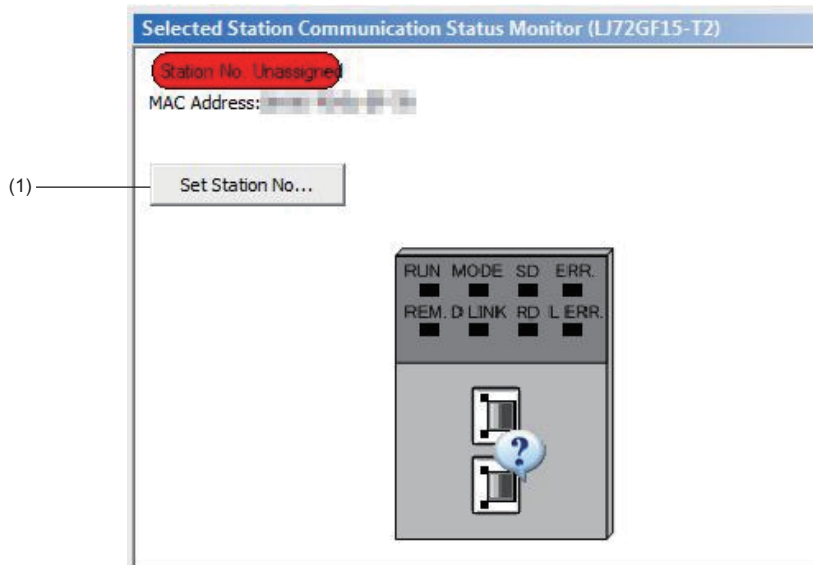 Selected Station Communication Status Monitor (LJ72GF15-T2)
Station No. Unassigned
MAC Address:
(1)
Set Station No...
RUN MODE SD ERR.
REM. D LINK RD L ERR.
?